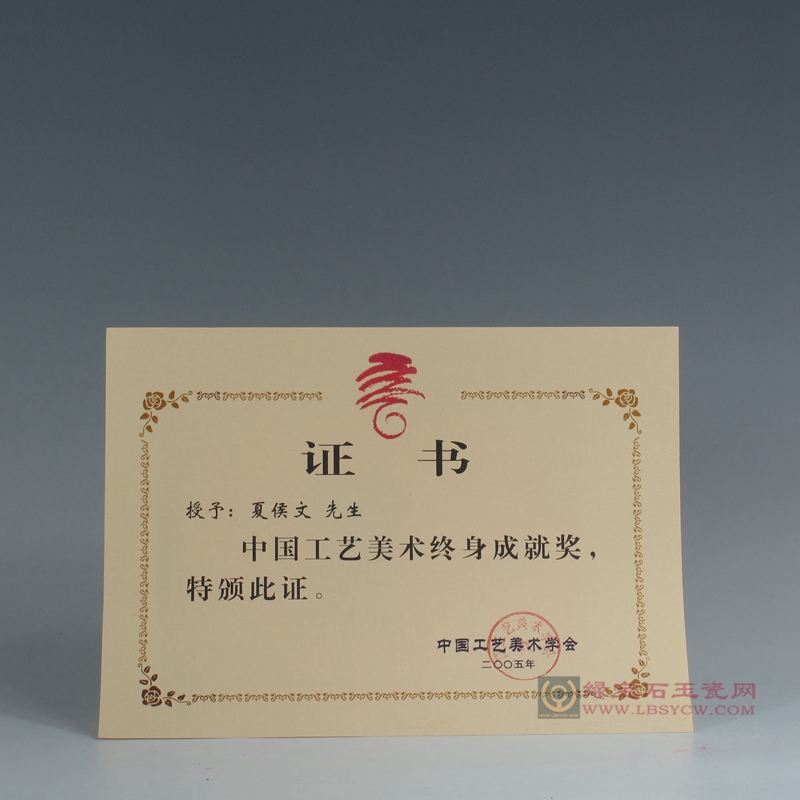 证 书
授予：夏侯文 先生
中国工艺美术终身成就奖，
特颁此证。
中国工艺美术学会
二〇〇五年
绿宝石玉瓷网
WWW.LBSYCW.COM